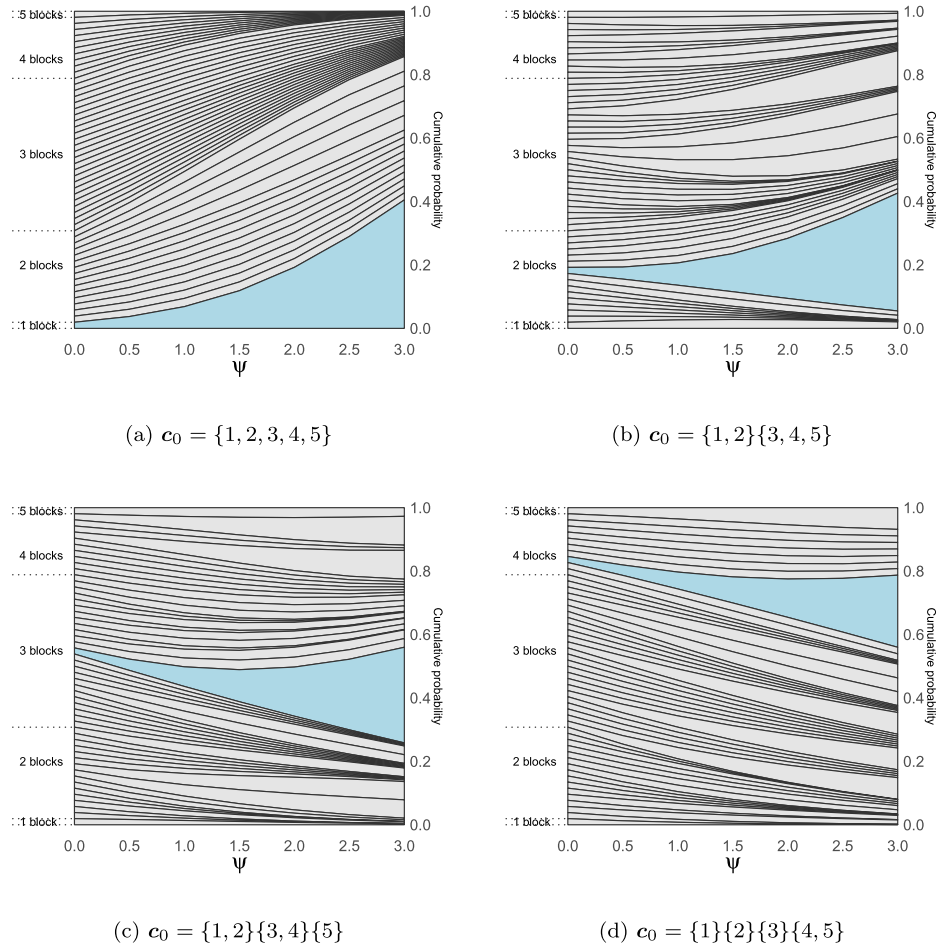 5 blocks
4 blocks
3 blocks
2 blocks
1 block
1.0
0.8
0.6
0.4
0.2
0.0
Cumulative probability
0.0 0.5 1.0 1.5 2.0 2.5 3.0
ψ
(a) c₀ = {1, 2, 3, 4, 5}
5 blocks
4 blocks
3 blocks
2 blocks
1 block
1.0
0.8
0.6
0.4
0.2
0.0
Cumulative probability
0.0 0.5 1.0 1.5 2.0 2.5 3.0
ψ
(b) c₀ = {1, 2}{3, 4, 5}
5 blocks
4 blocks
3 blocks
2 blocks
1 block
1.0
0.8
0.6
0.4
0.2
0.0
Cumulative probability
0.0 0.5 1.0 1.5 2.0 2.5 3.0
ψ
(c) c₀ = {1, 2}{3, 4}{5}
5 blocks
4 blocks
3 blocks
2 blocks
1 block
1.0
0.8
0.6
0.4
0.2
0.0
Cumulative probability
0.0 0.5 1.0 1.5 2.0 2.5 3.0
ψ
(d) c₀ = {1}{2}{3}{4, 5}